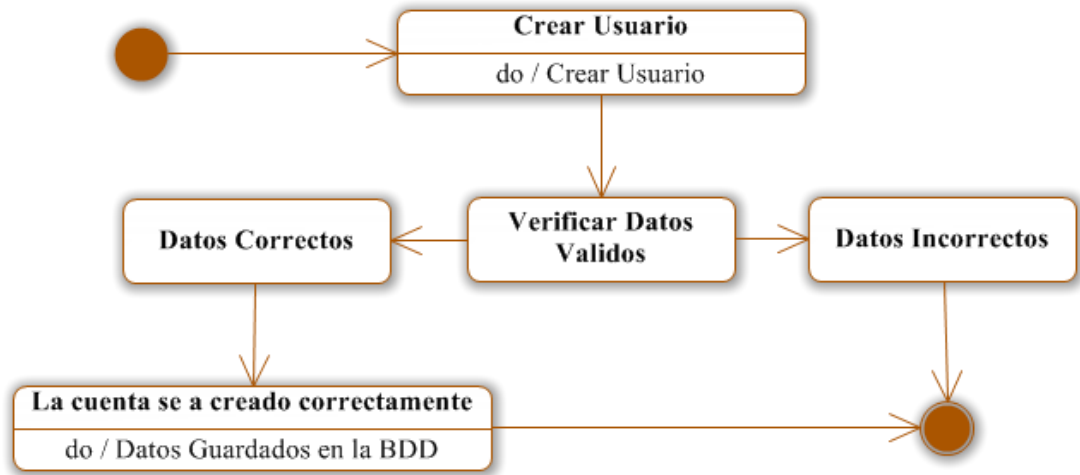 Crear Usuario
do / Crear Usuario
Datos Correctos
Verificar Datos
Validos
Datos Incorrectos
La cuenta se a creado correctamente
do / Datos Guardados en la BDD